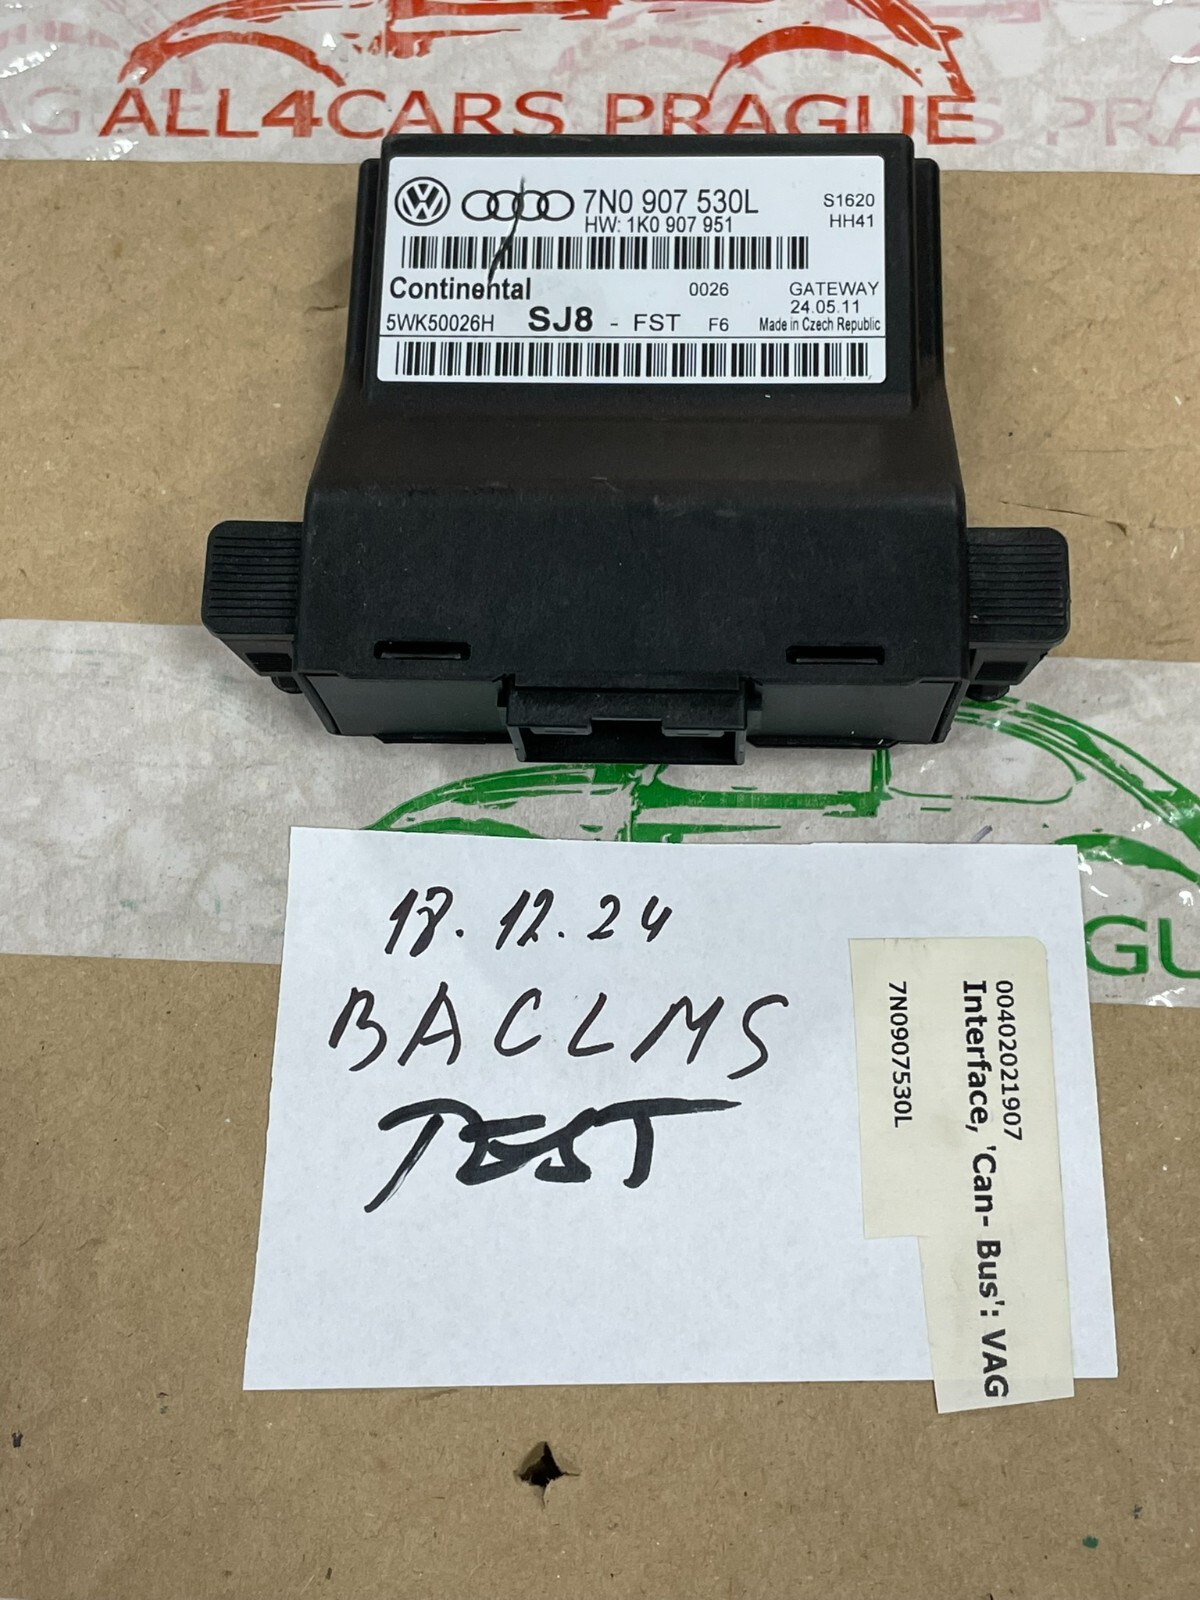 ALL4CARS PRAGUE
7N0 907 530L
HW: 1K0 907 951
S1620
HH41
Continental
0026
GATEWAY
24.05.11
5WK50026H SJ8 - FST F6 Made in Czech Republic
18.12.24
BACLMS
TEST
00402021907
Interface, 'Can- Bus': VAG
7N0907530L